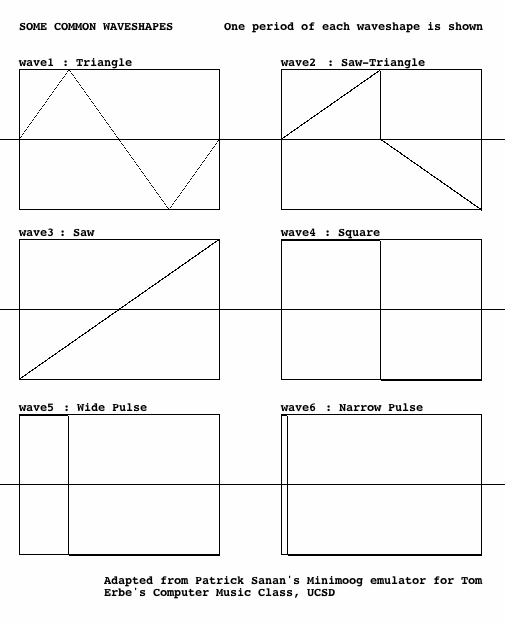 SOME COMMON WAVESHAPES One period of each waveshape is shown
wave1 : Triangle wave2 : Saw-Triangle
wave3 : Saw wave4 : Square
wave5 : Wide Pulse wave6 : Narrow Pulse
Adapted from Patrick Sanan's Minimoog emulator for Tom
Erbe's Computer Music Class, UCSD